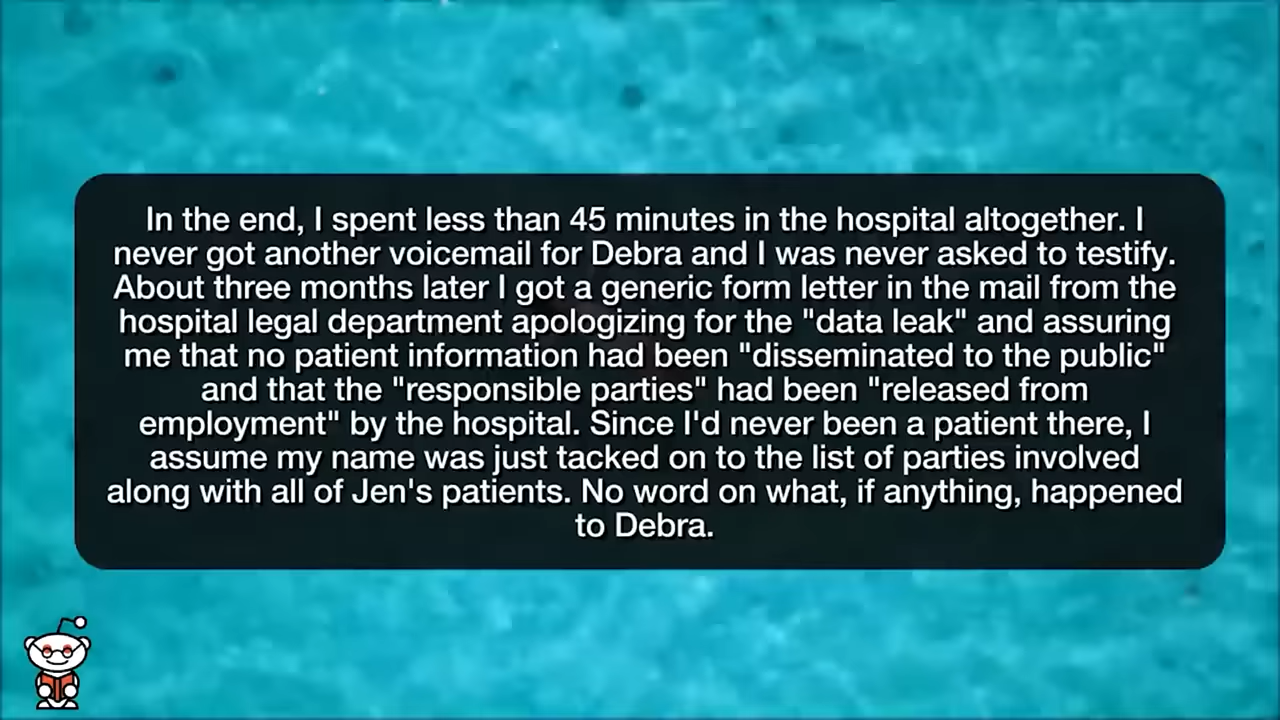 In the end, I spent less than 45 minutes in the hospital altogether. I
never got another voicemail for Debra and I was never asked to testify.
About three months later I got a generic form letter in the mail from the
hospital legal department apologizing for the "data leak" and assuring
me that no patient information had been "disseminated to the public"
and that the "responsible parties" had been "released from
employment" by the hospital. Since I'd never been a patient there, I
assume my name was just tacked on to the list of parties involved
along with all of Jen's patients. No word on what, if anything, happened
to Debra.